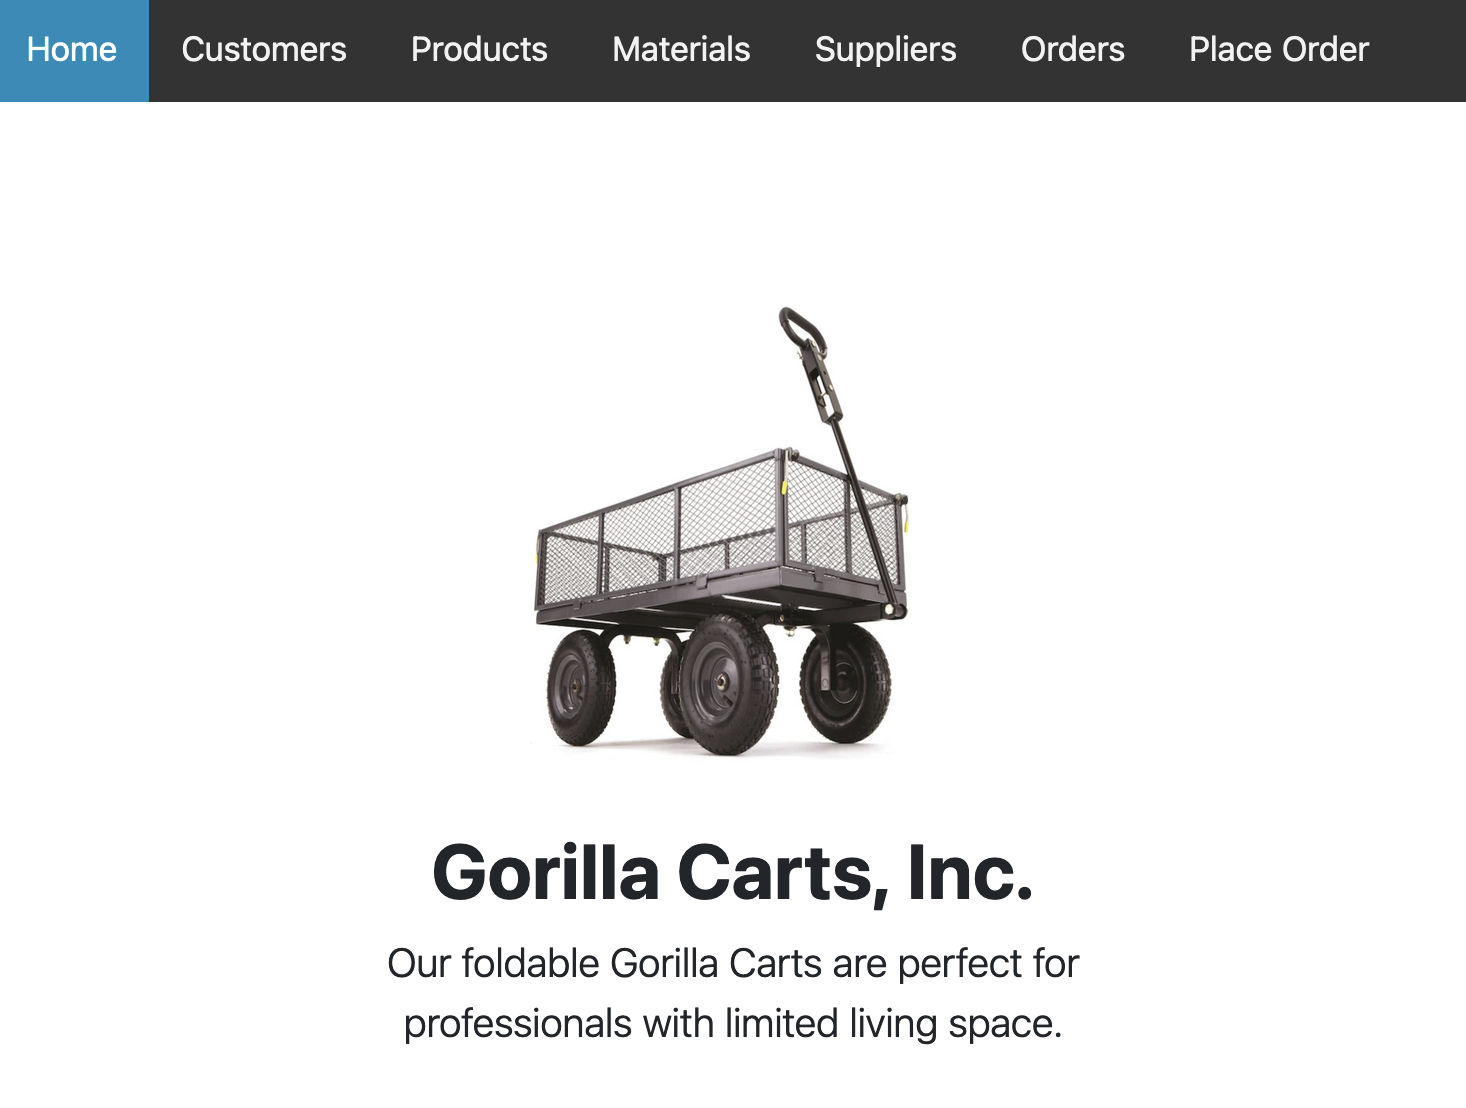 Home Customers Products Materials Suppliers Orders Place Order
Gorilla Carts, Inc.
Our foldable Gorilla Carts are perfect for
professionals with limited living space.